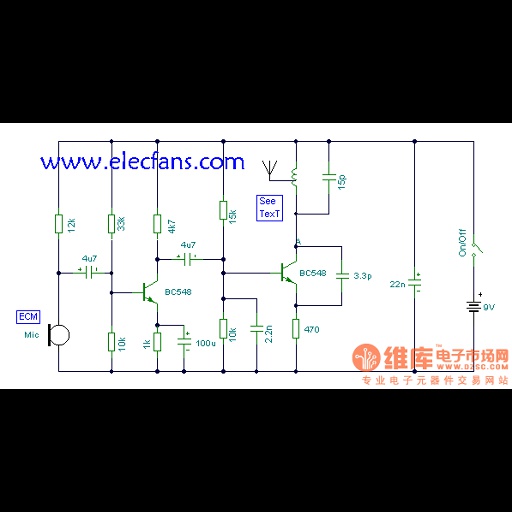 www.elecfans.com
12k
33k
4k7
15k
See
TexT
15p
4u7
4u7
A
BC548
BC548
3.3p
22n
On/Off
9V
ECM
Mic
10k
1k
100u
10k
2.2n
470
维库™电子市场网
WWW.DZSC.COM
专业电子元器件交易网站